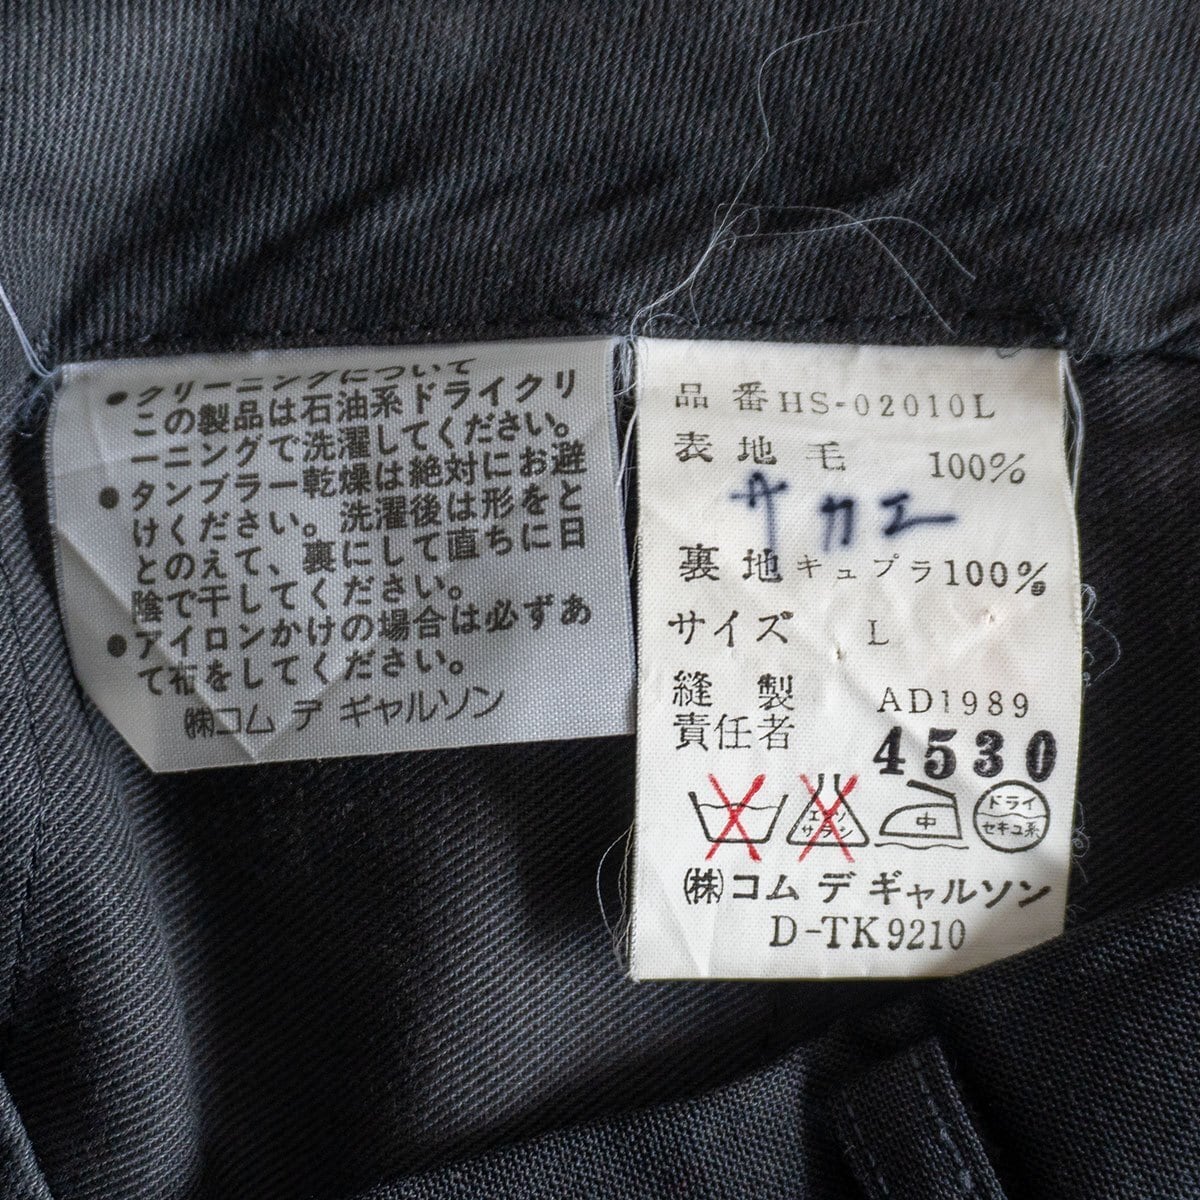 ●クリーニングについて
この製品は石油系ドライクリ
ーニングで洗濯してください。
●タンブラー乾燥は絶対にお避
けください。洗濯後は形をと
とのえて、裏にして直ちに日
陰で干してください。
●アイロンかけの場合は必ずあ
て布をしてください。
㈱コム デ ギャルソン
品番 HS-02010L
表地 毛 100%
サカエ
裏地 キュプラ100%
サイズ L
縫製 AD1989
責任者 4530
エンソ
サラシ
中
ドライ
セキユ系
㈱コム デ ギャルソン
D-TK9210